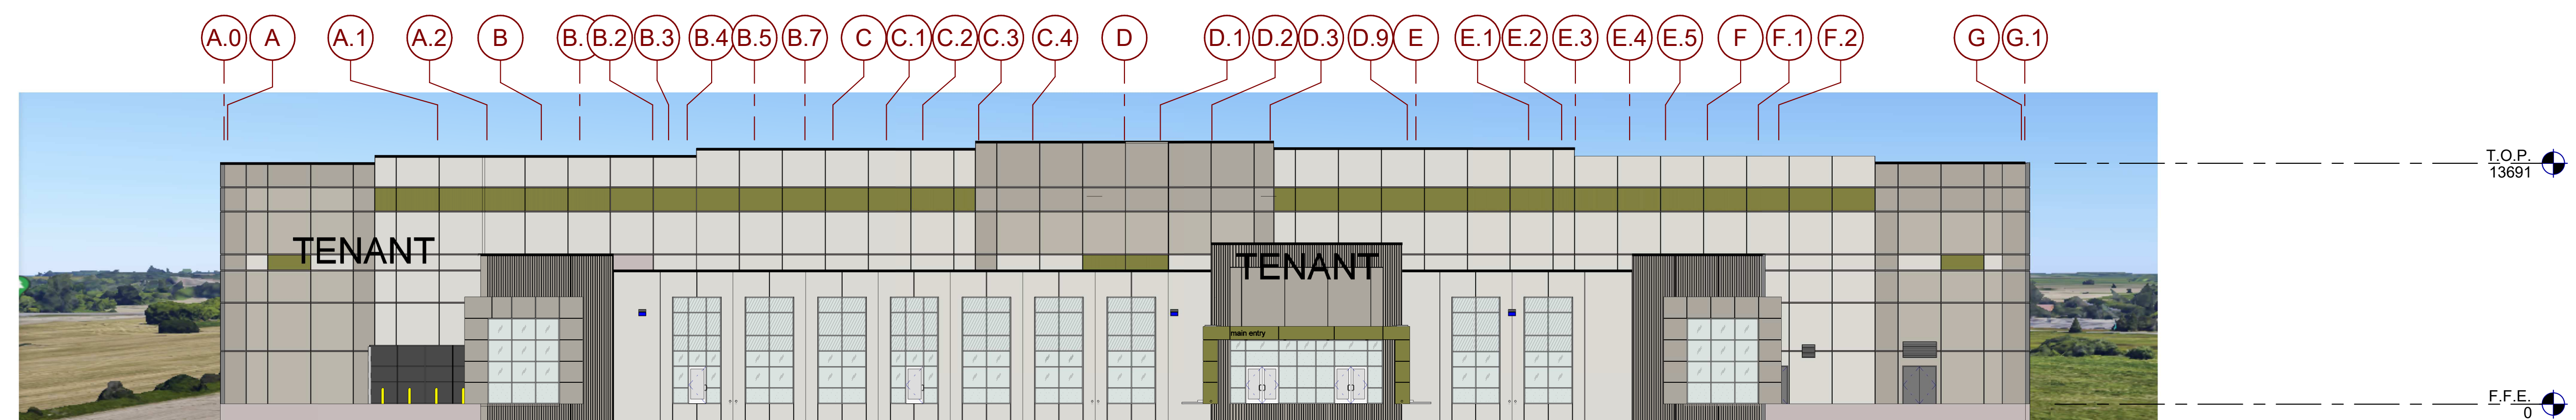 A.0 A A.1 A.2 B B. B.2 B.3 B.4 B.5 B.7 C C.1 C.2 C.3 C.4 D D.1 D.2 D.3 D.9 E E.1 E.2 E.3 E.4 E.5 F F.1 F.2 G G.1
T.O.P.
13691
TENANT
TENANT
main entry
F.F.E.
0